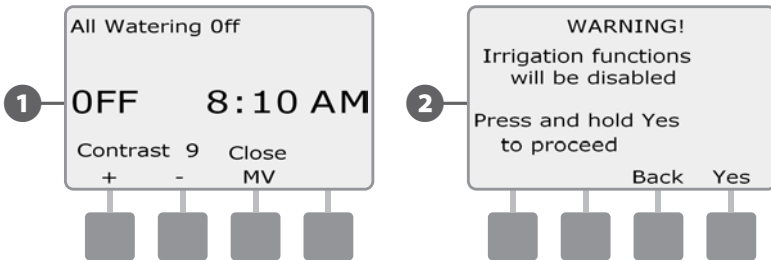 All Watering Off
1
OFF 8:10 AM
Contrast 9 Close
+ - MV
WARNING!
Irrigation functions
will be disabled
2
Press and hold Yes
to proceed
Back Yes